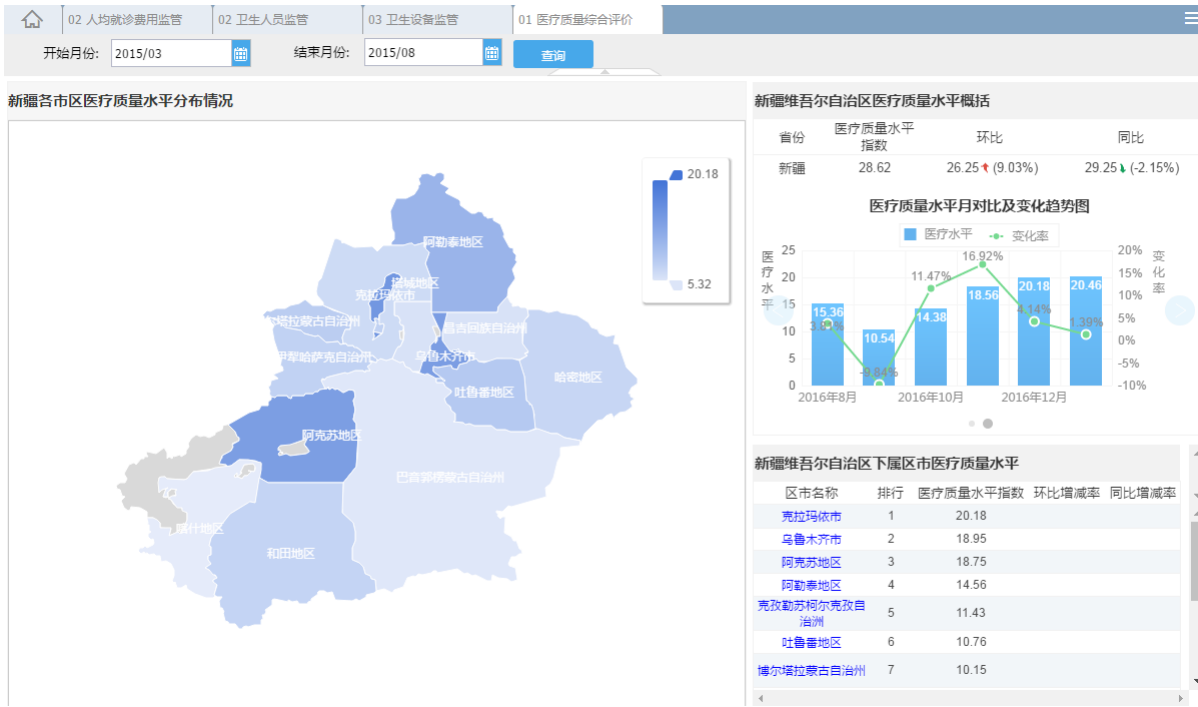 02 人均就诊费用监管
02 卫生人员监管
03 卫生设备监管
01 医疗质量综合评价
开始月份: 2015/03
结束月份: 2015/08
查询
新疆各市区医疗质量水平分布情况
20.18
5.32
阿勒泰地区
塔城地区
克拉玛依市
尔塔拉蒙古自治州
昌吉回族自治州
伊犁哈萨克自治州
乌鲁木齐市
哈密地区
吐鲁番地区
阿克苏地区
巴音郭楞蒙古自治州
喀什地区
和田地区
新疆维吾尔自治区医疗质量水平概括
省份 医疗质量水平指数 环比 同比
新疆 28.62 26.25 (9.03%) 29.25 (-2.15%)
医疗质量水平月对比及变化趋势图
医疗水平 变化率
医疗水平
变化率
25
20
15
10
5
0
20%
15%
10%
5%
0%
-5%
-10%
15.36
10.54
14.38
18.56
20.18
20.46
-9.84%
11.47%
16.92%
4.14%
1.39%
2016年8月 2016年10月 2016年12月
新疆维吾尔自治区下属区市医疗质量水平
区市名称 排行 医疗质量水平指数 环比增减率 同比增减率
克拉玛依市 1 20.18
乌鲁木齐市 2 18.95
阿克苏地区 3 18.75
阿勒泰地区 4 14.56
克孜勒苏柯尔克孜自治洲 5 11.43
吐鲁番地区 6 10.76
博尔塔拉蒙古自治州 7 10.15